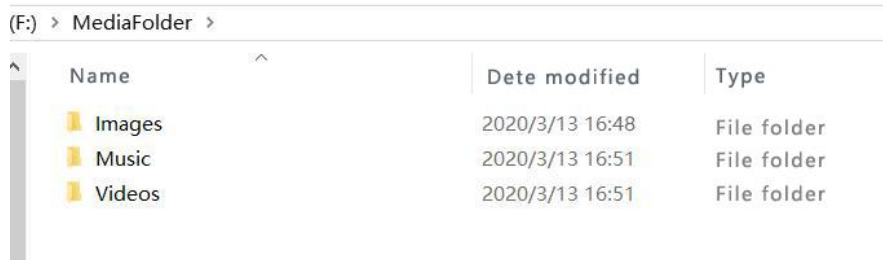 (F:) > MediaFolder >
Name Dete modified Type
Images 2020/3/13 16:48 File folder
Music 2020/3/13 16:51 File folder
Videos 2020/3/13 16:51 File folder